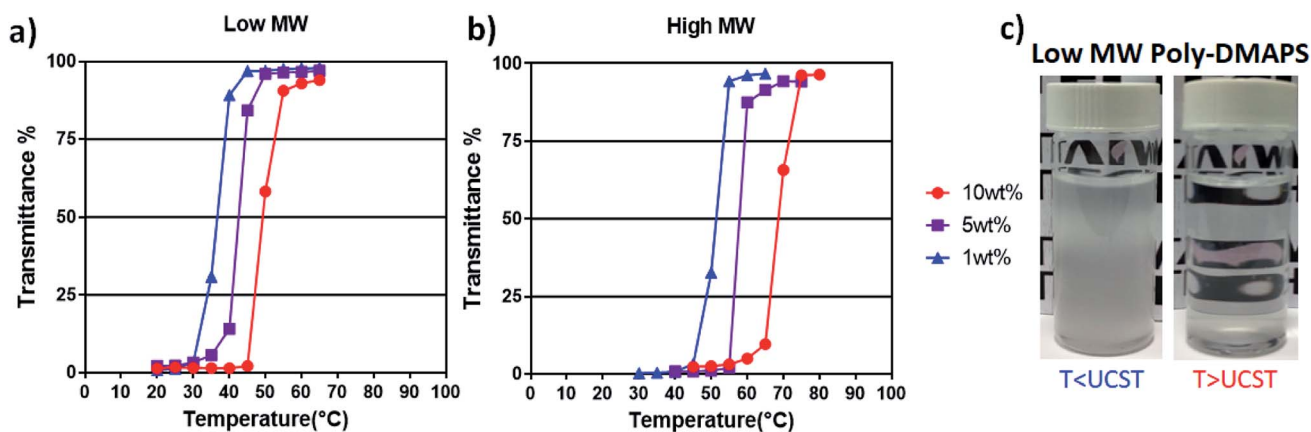 a)
Low MW
Transmittance %
100
75
50
25
0
0 10 20 30 40 50 60 70 80 90 100
Temperature(°C)
b)
High MW
Transmittance %
100
75
50
25
0
0 10 20 30 40 50 60 70 80 90 100
Temperature(°C)
10wt%
5wt%
1wt%
c)
Low MW Poly-DMAPS
T<UCST
T>UCST